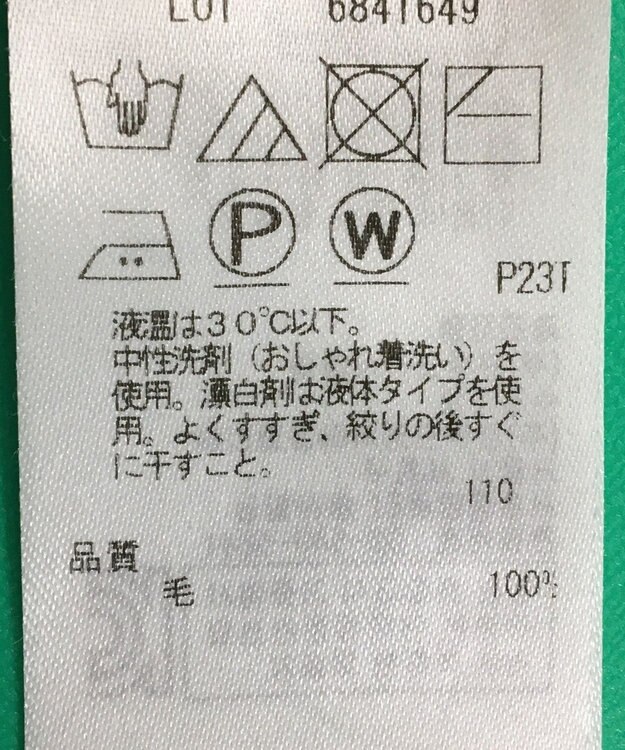 LOT 6841649
P W
P23T
液温は30℃以下。
中性洗剤（おしゃれ着洗い）を
使用。漂白剤は液体タイプを使
用。よくすすぎ、絞りの後すぐ
に干すこと。
110
品質
毛 100%